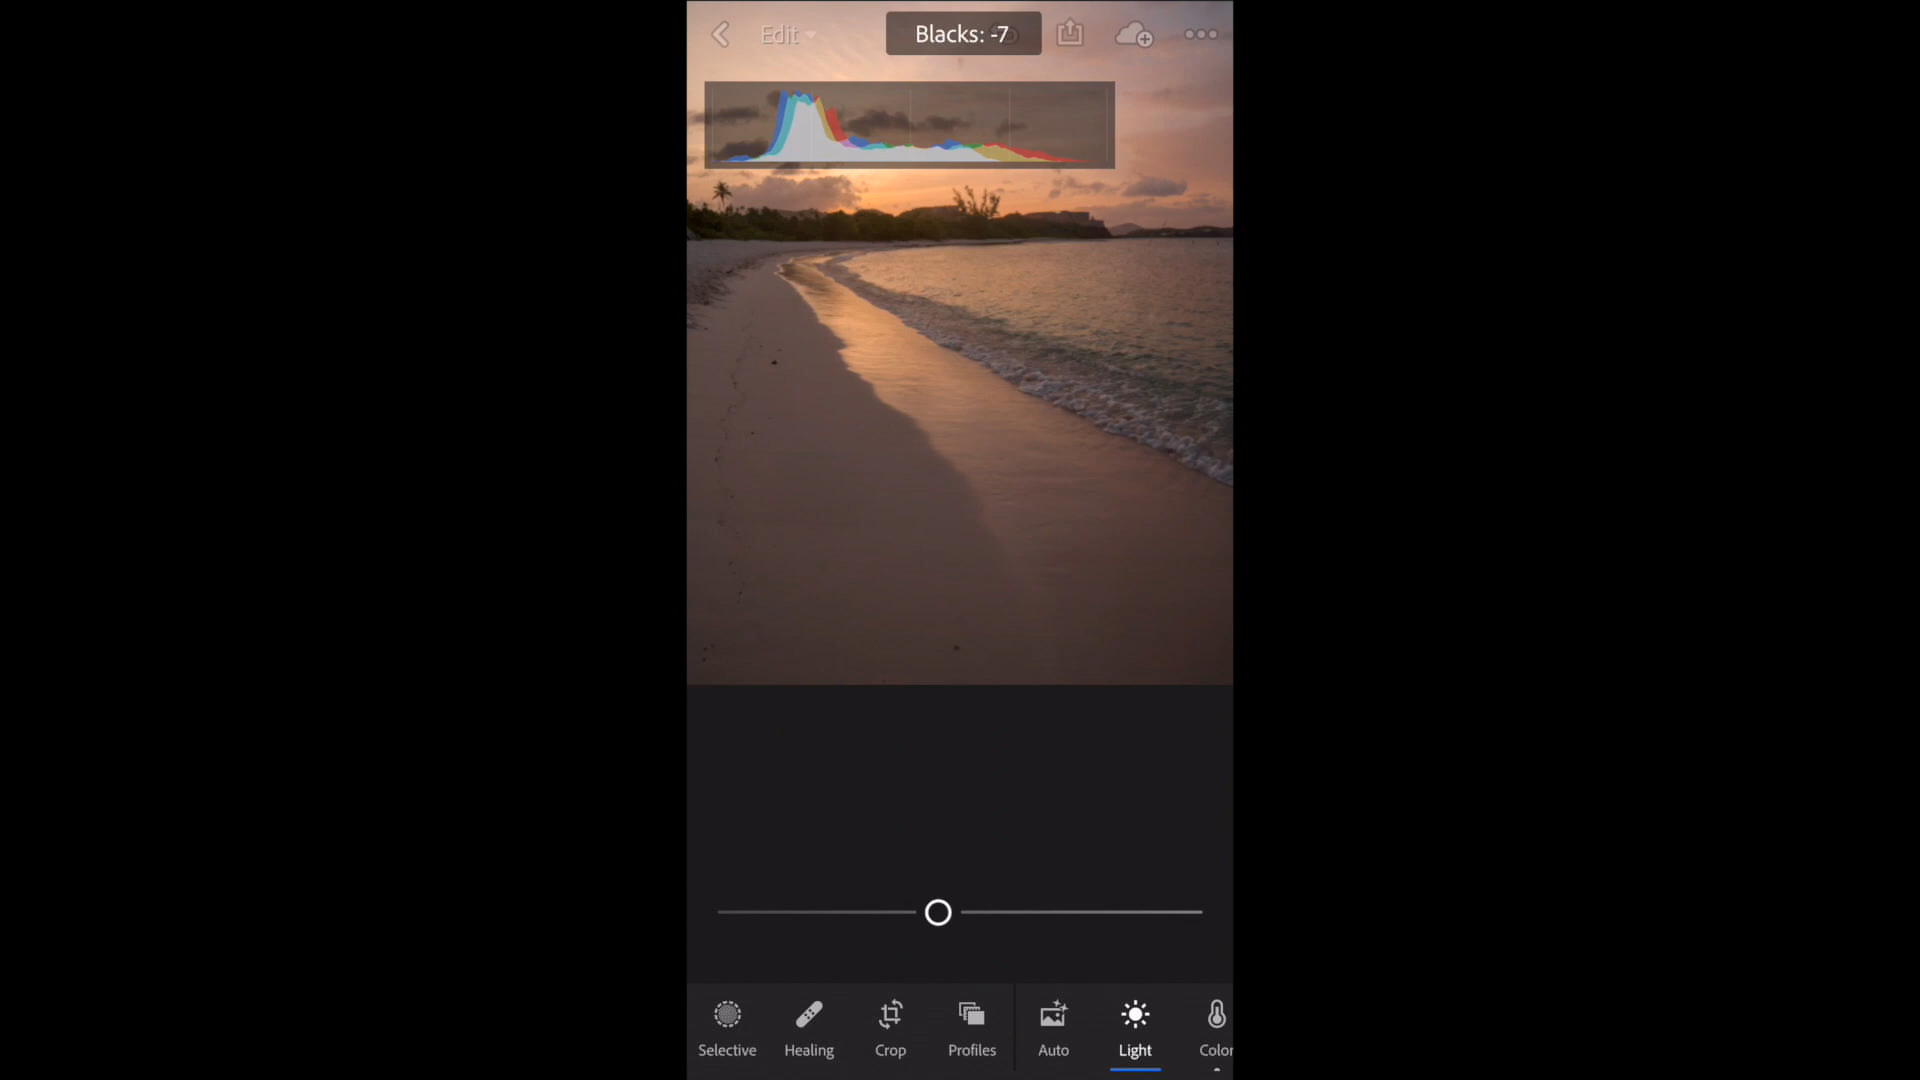 Edit
Blacks: -7
Selective
Healing
Crop
Profiles
Auto
Light
Color